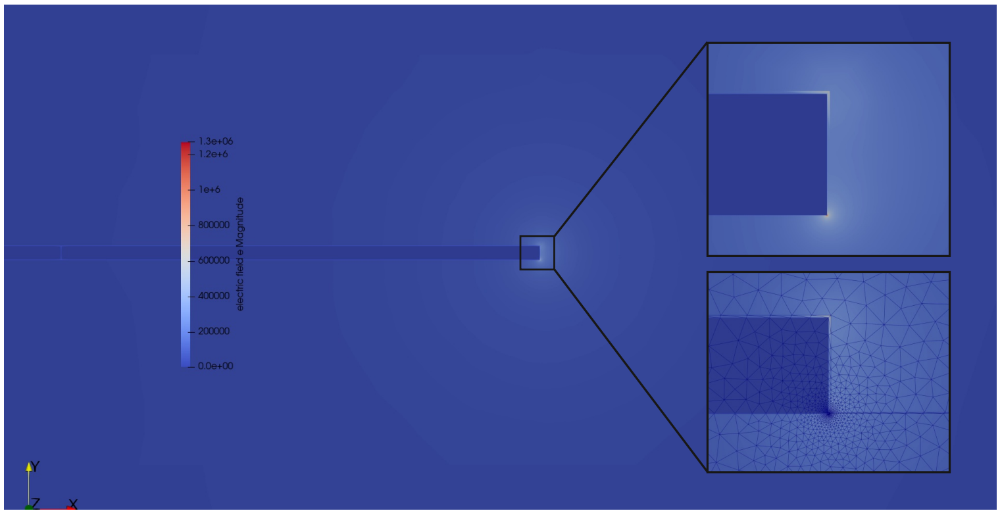 1.3e+06
1.2e+6
1e+6
800000
600000
400000
200000
0.0e+00
electric field e Magnitude
Y
Z
X